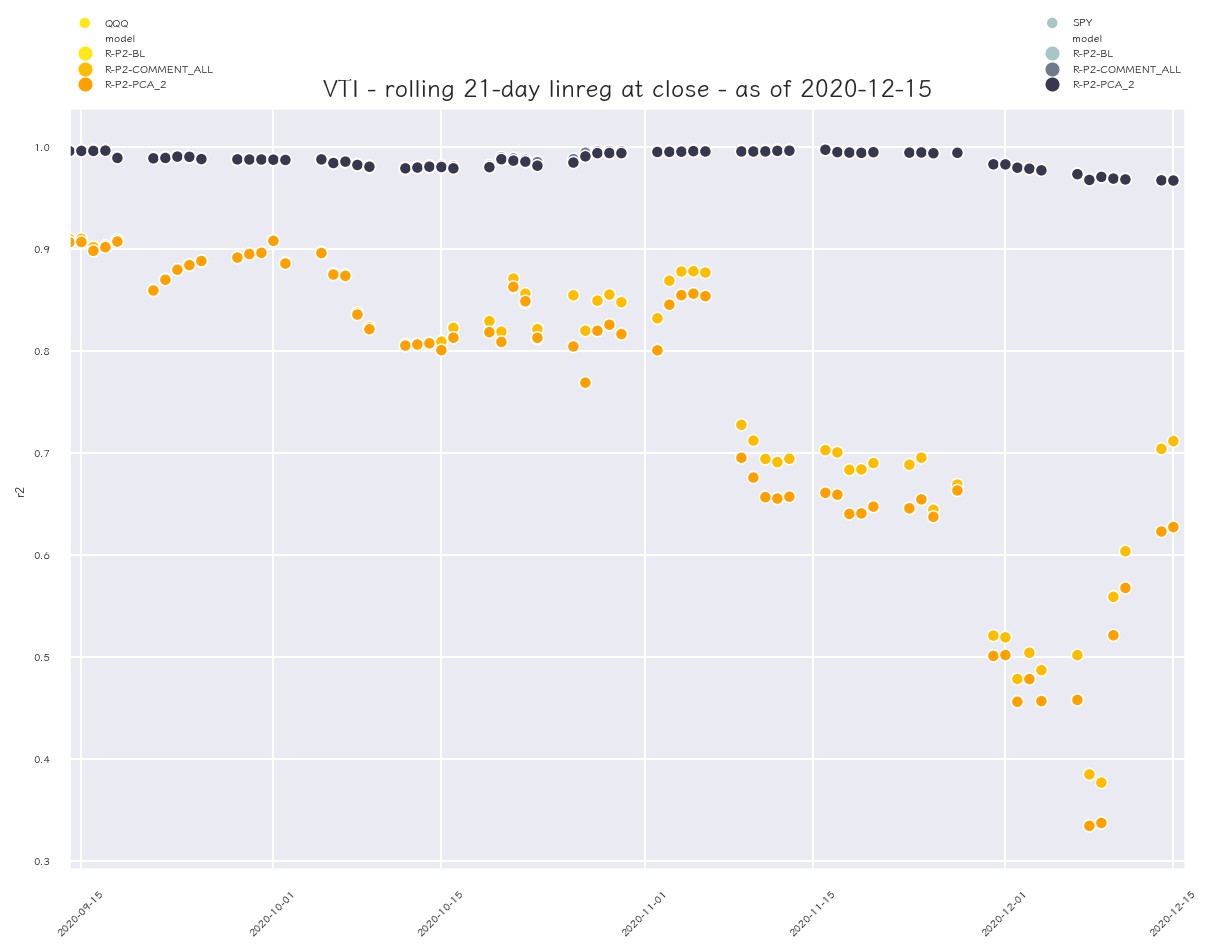 QQQ
model
R-P2-BL
R-P2-COMMENT_ALL
R-P2-PCA_2
SPY
model
R-P2-BL
R-P2-COMMENT_ALL
R-P2-PCA_2
VTI - rolling 21-day linreg at close - as of 2020-12-15
1.0
0.9
0.8
0.7
0.6
0.5
0.4
0.3
r2
2020-09-15
2020-10-01
2020-10-15
2020-11-01
2020-11-15
2020-12-01
2020-12-15